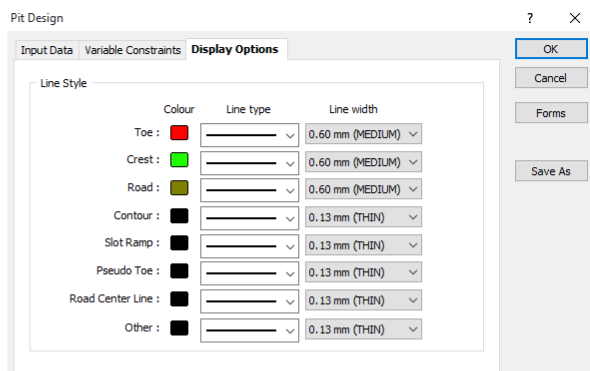 Pit Design ? X
Input Data Variable Constraints Display Options OK
Cancel
Line Style
Forms
Colour Line type Line width
Toe : 0.60 mm (MEDIUM)
Crest : 0.60 mm (MEDIUM)
Save As
Road : 0.60 mm (MEDIUM)
Contour : 0.13 mm (THIN)
Slot Ramp : 0.13 mm (THIN)
Pseudo Toe : 0.13 mm (THIN)
Road Center Line : 0.13 mm (THIN)
Other : 0.13 mm (THIN)